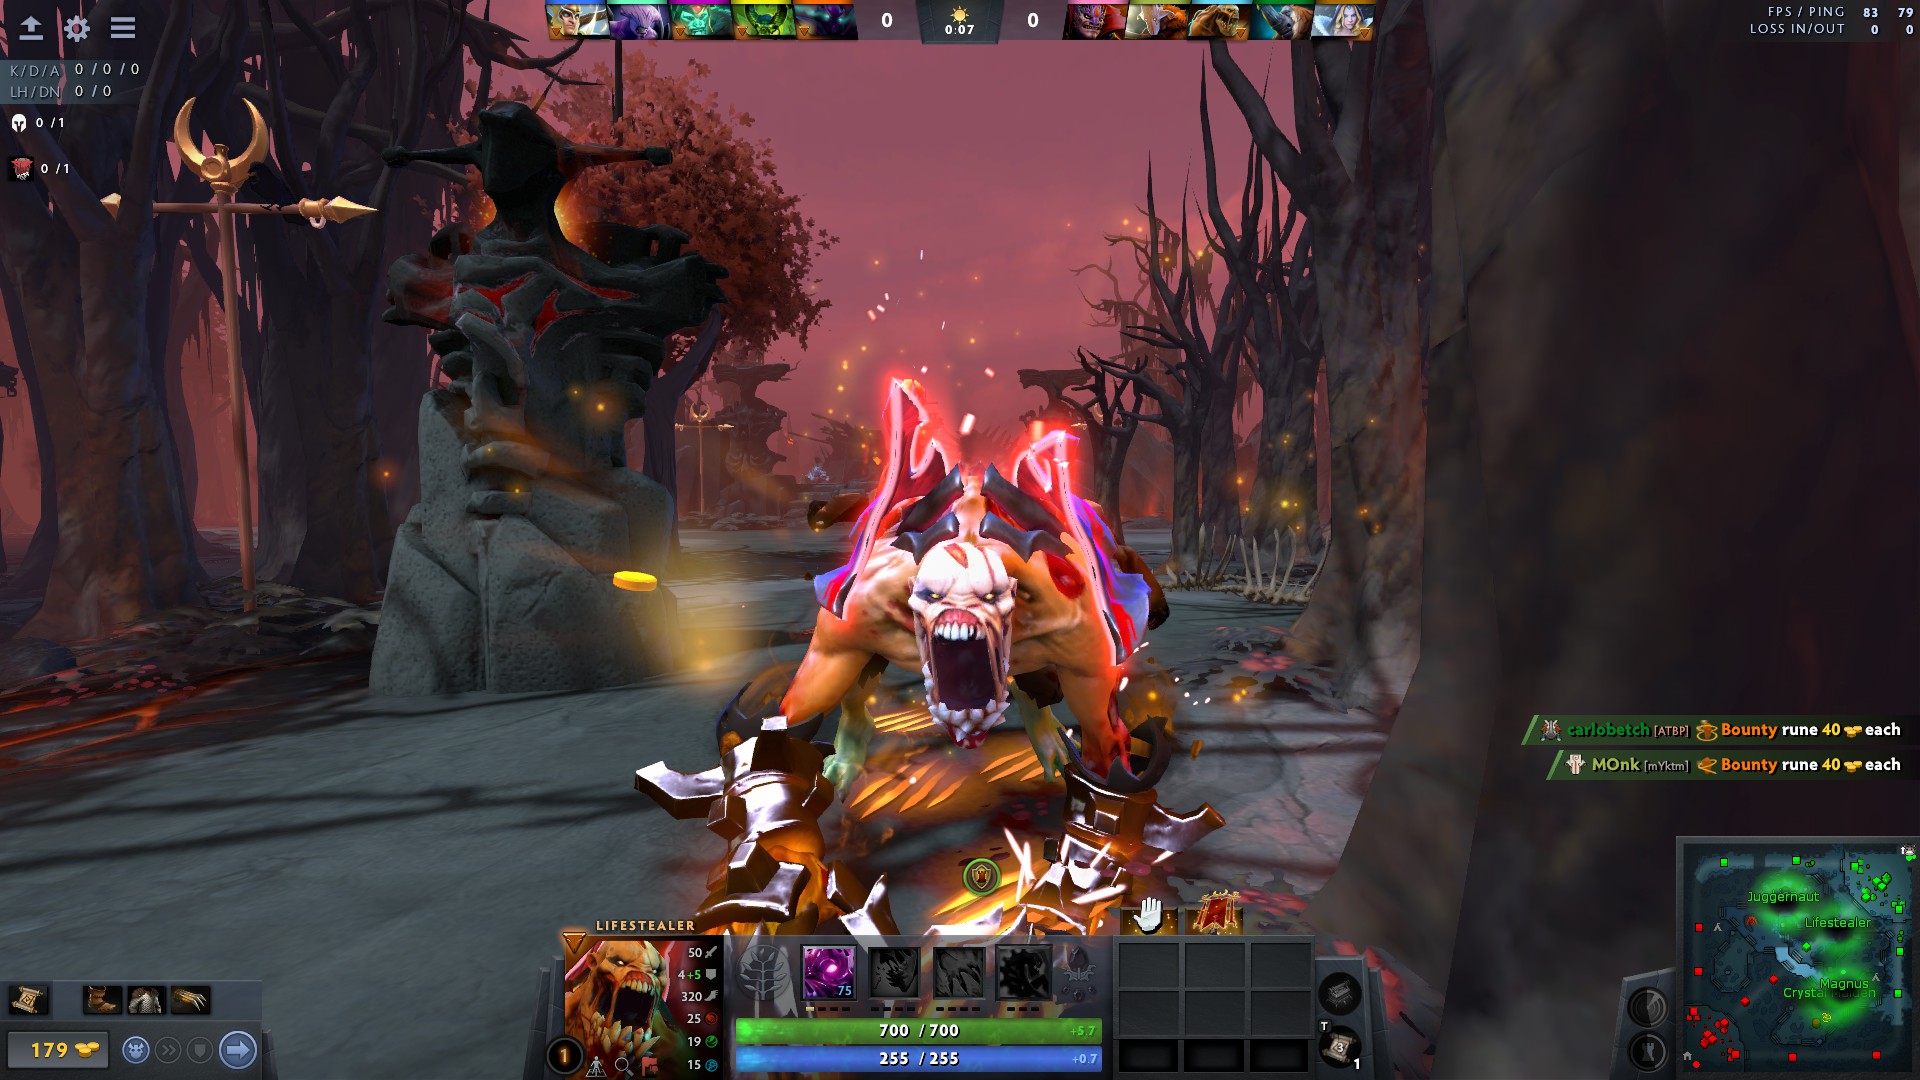 0
0:07
0
FPS / PING 83 79
LOSS IN/OUT 0 0
K/D/A 0 / 0 / 0
LH/DN 0 / 0
0 /1
0 /1
carlobetch [ATBP] Bounty rune 40 each
MOnk [mYktm] Bounty rune 40 each
Juggernaut
Lifestealer
Magnus
Crystal Maiden
LIFESTEALER
50
4+5
320
25
19
15
1
75
700 / 700
+5.7
255 / 255
+0.7
T
3
1
179